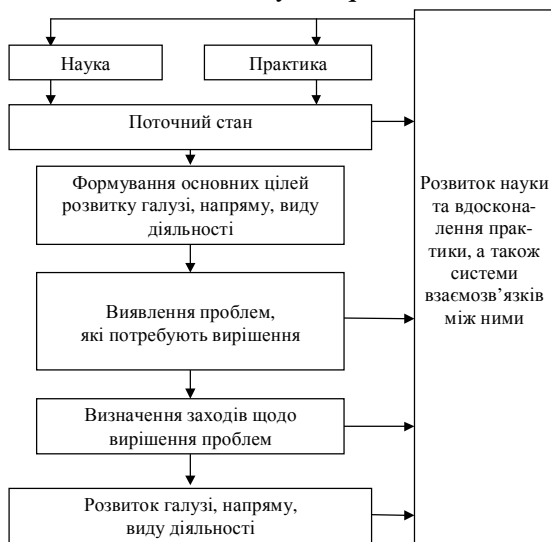 Наука
Практика
Поточний стан
Формування основних цілей
розвитку галузі, напряму, виду
діяльності
Виявлення проблем,
які потребують вирішення
Визначення заходів щодо
вирішення проблем
Розвиток галузі, напряму,
виду діяльності
Розвиток науки
та вдоскона-
лення прак-
тики, а також
системи
взаємозв’язків
між ними